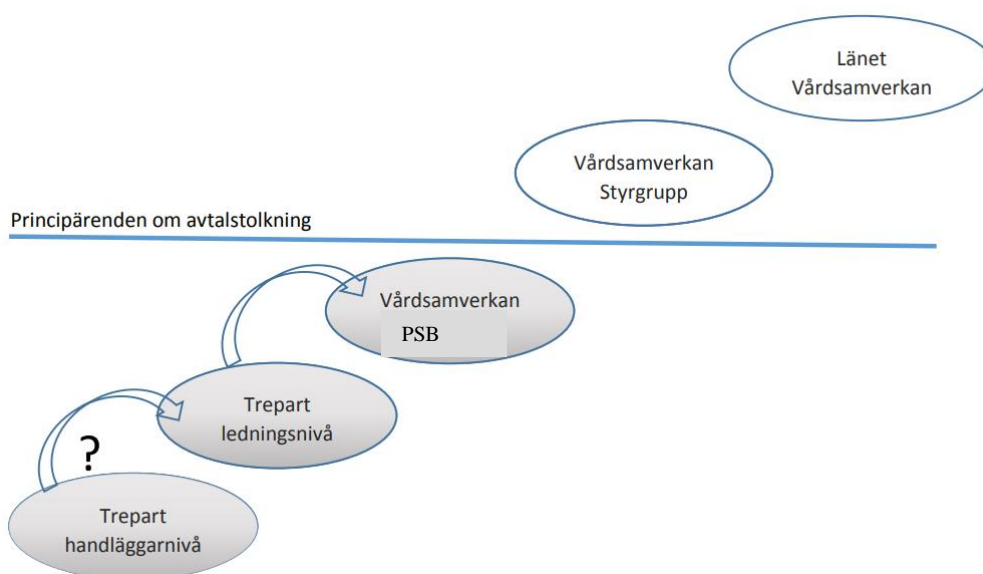 Länet
Vårdsamverkan
Vårdsamverkan
Styrgrupp
Principärenden om avtalstolkning
Vårdsamverkan
PSB
Trepart
ledningsnivå
?
Trepart
handläggarnivå